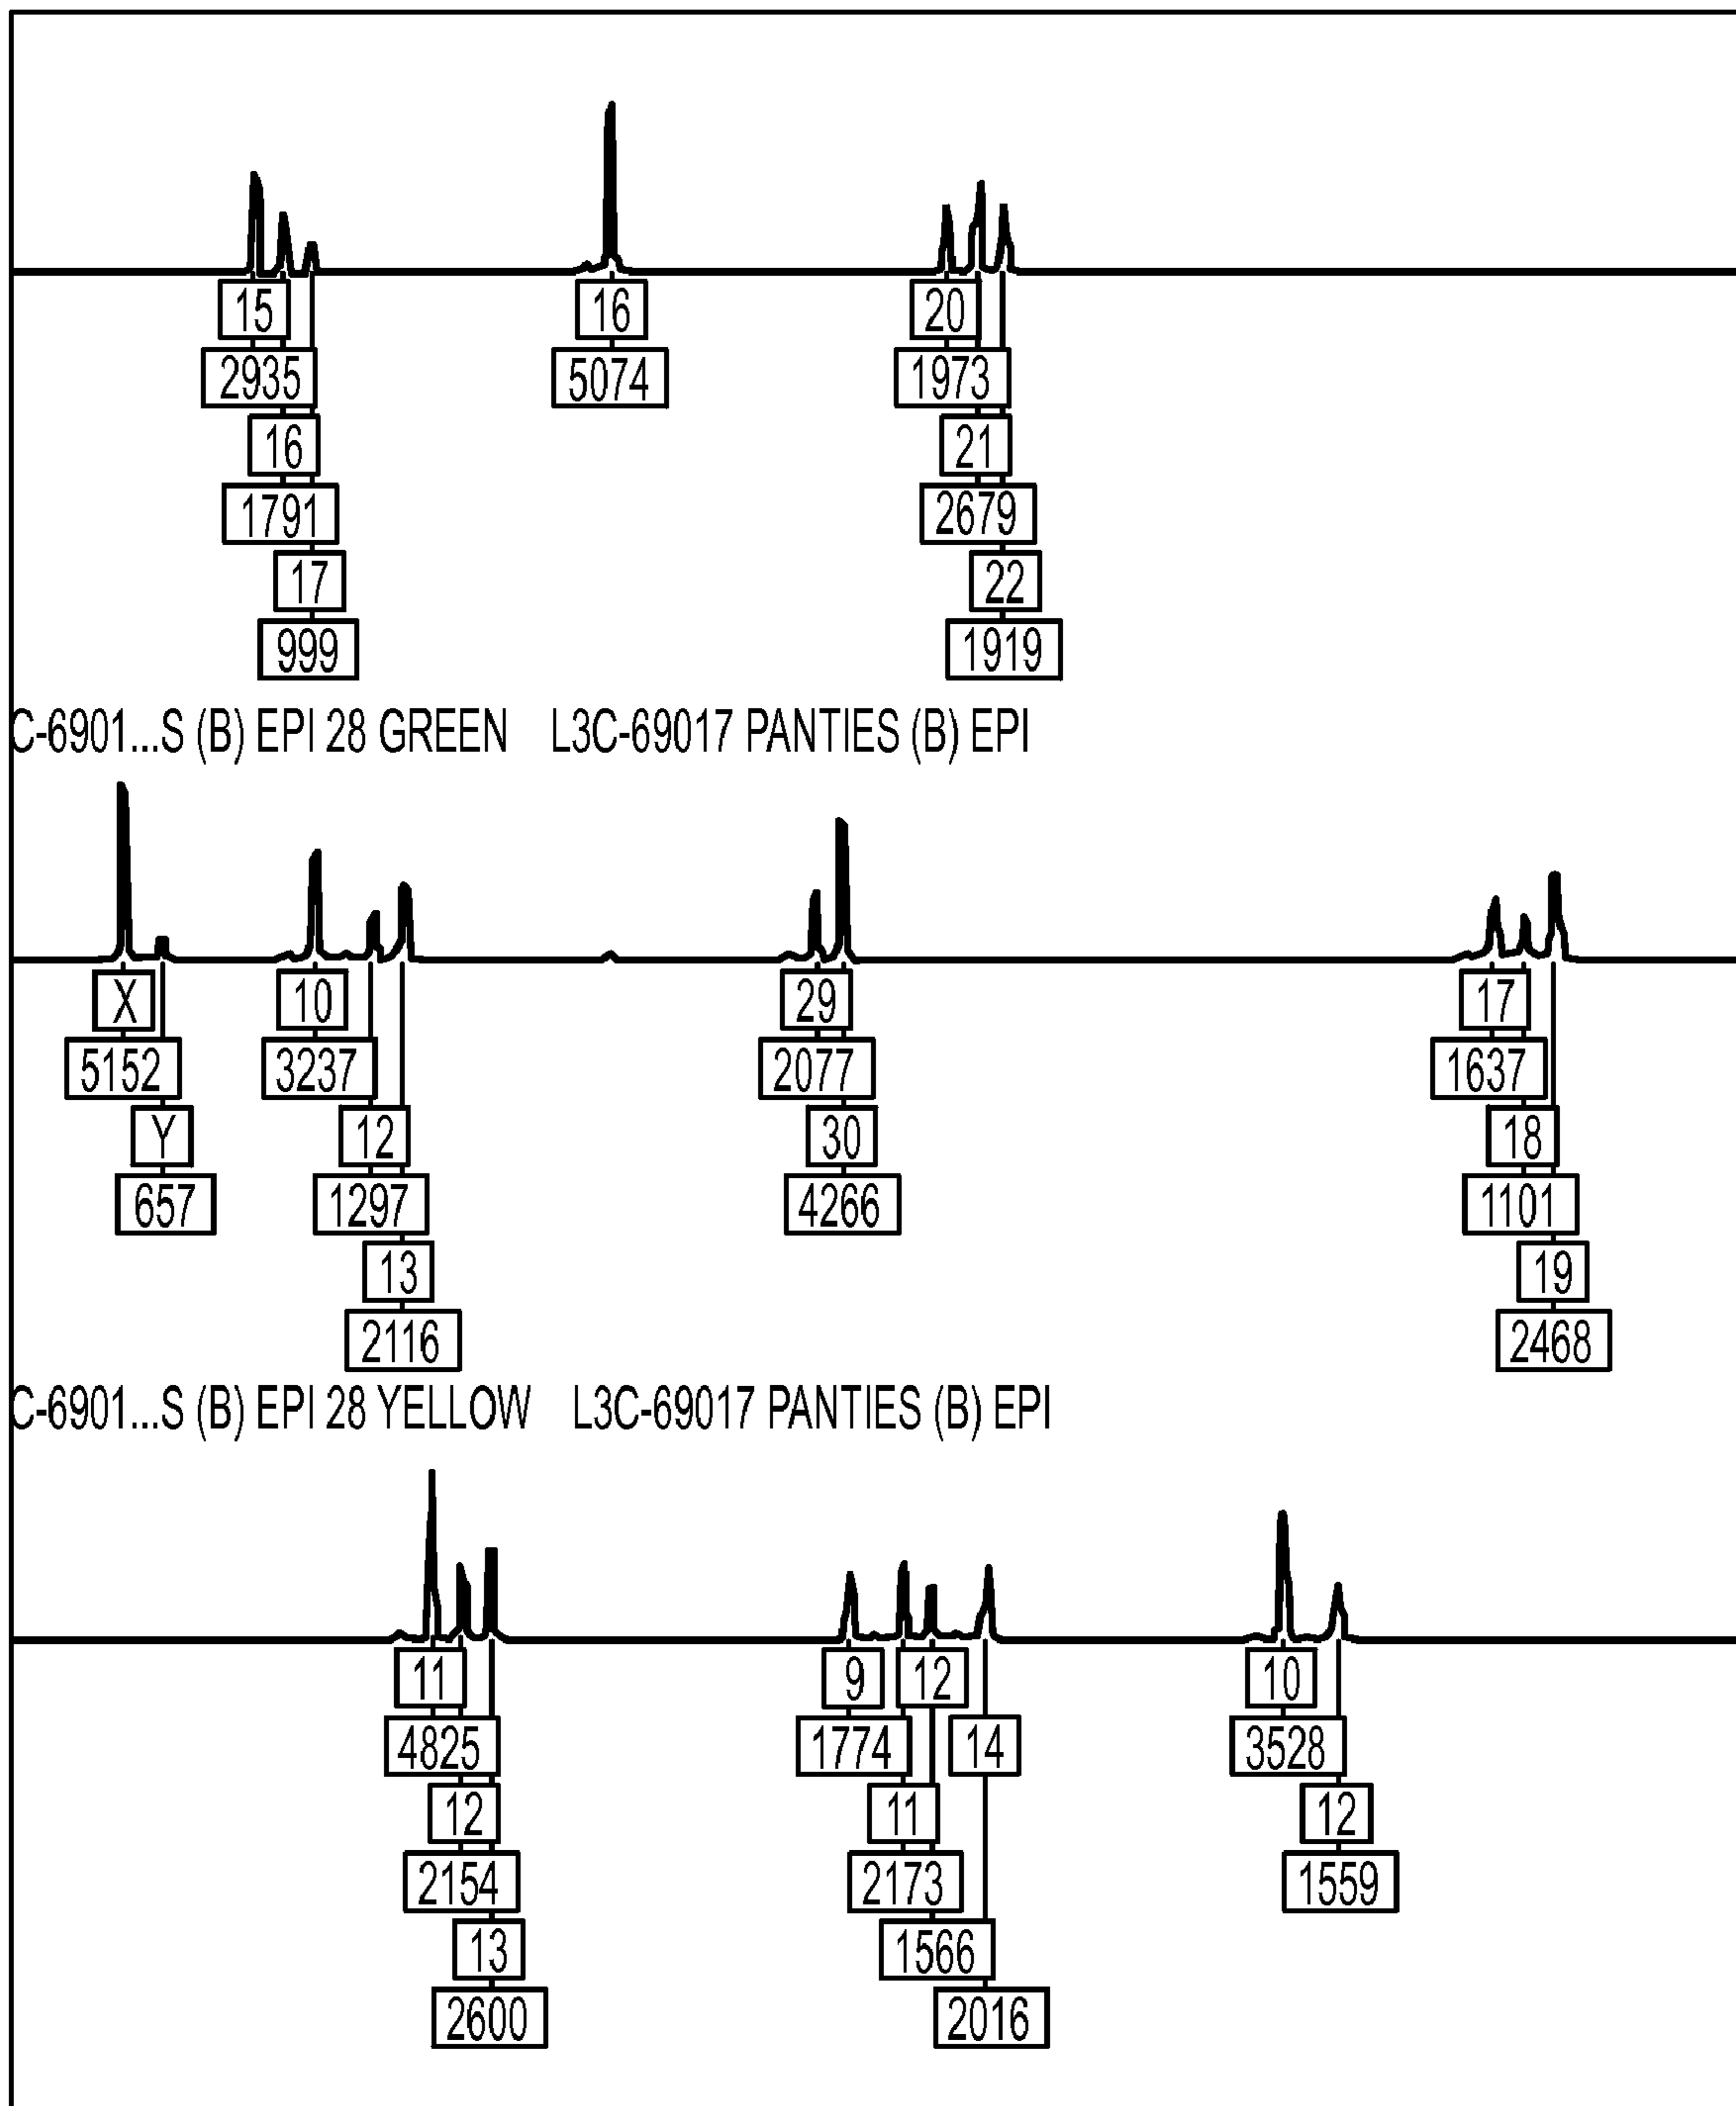 15 16 20
2935 5074 1973
16 21
1791 2679
17 22
999 1919
C-6901...S (B) EPI 28 GREEN L3C-69017 PANTIES (B) EPI
X 10 29 17
5152 3237 2077 1637
Y 12 30 18
657 1297 4266 1101
13 19
2116 2468
C-6901...S (B) EPI 28 YELLOW L3C-69017 PANTIES (B) EPI
11 9 12 10
4825 1774 14 3528
12 11 12
2154 2173 1559
13 1566
2600 2016